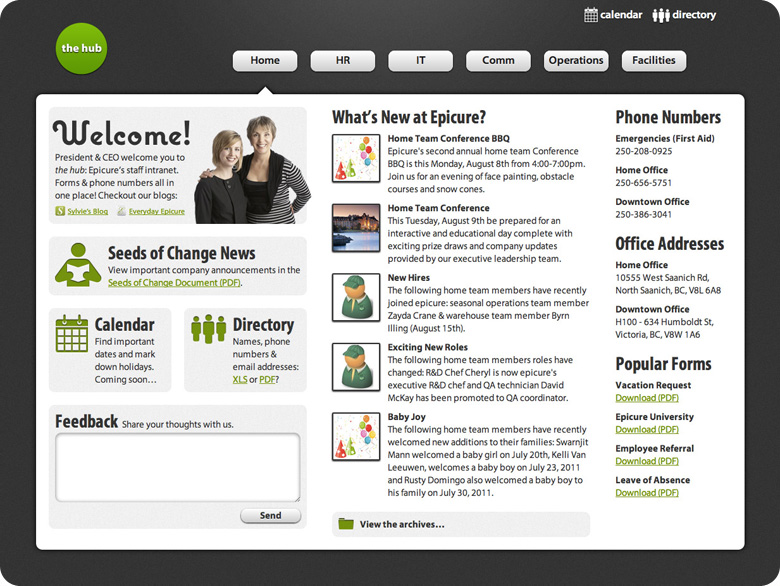 calendar directory
the hub
Home HR IT Comm Operations Facilities
Welcome!
President & CEO welcome you to
the hub: Epicure's staff intranet.
Forms & phone numbers all in
one place! Checkout our blogs:
Sylvie's Blog Everyday Epicure
Seeds of Change News
View important company announcements in the
Seeds of Change Document (PDF).
Calendar
Find important
dates and mark
down holidays.
Coming soon...
Directory
Names, phone
numbers &
email addresses:
XLS or PDF?
Feedback Share your thoughts with us.
Send
What's New at Epicure?
Home Team Conference BBQ
Epicure's second annual home team Conference
BBQ is this Monday, August 8th from 4:00-7:00pm.
Join us for an evening of face painting, obstacle
courses and snow cones.
Home Team Conference
This Tuesday, August 9th be prepared for an
interactive and educational day complete with
exciting prize draws and company updates
provided by our executive leadership team.
New Hires
The following home team members have recently
joined epicure: seasonal operations team member
Zayda Crane & warehouse team member Byrn
Illing (August 15th).
Exciting New Roles
The following home team members roles have
changed: R&D Chef Cheryl is now epicure's
executive R&D chef and QA technician David
McKay has been promoted to QA coordinator.
Baby Joy
The following home team members have recently
welcomed new additions to their families: Swarnjit
Mann welcomed a baby girl on July 20th, Kelli Van
Leeuwen, welcomes a baby boy on July 23, 2011
and Rusty Domingo also welcomed a baby boy to
his family on July 30, 2011.
View the archives...
Phone Numbers
Emergencies (First Aid)
250-208-0925
Home Office
250-656-5751
Downtown Office
250-386-3041
Office Addresses
Home Office
10555 West Saanich Rd,
North Saanich, BC, V8L 6A8
Downtown Office
H100 - 634 Humboldt St,
Victoria, BC, V8W 1A6
Popular Forms
Vacation Request
Download (PDF)
Epicure University
Download (PDF)
Employee Referral
Download (PDF)
Leave of Absence
Download (PDF)